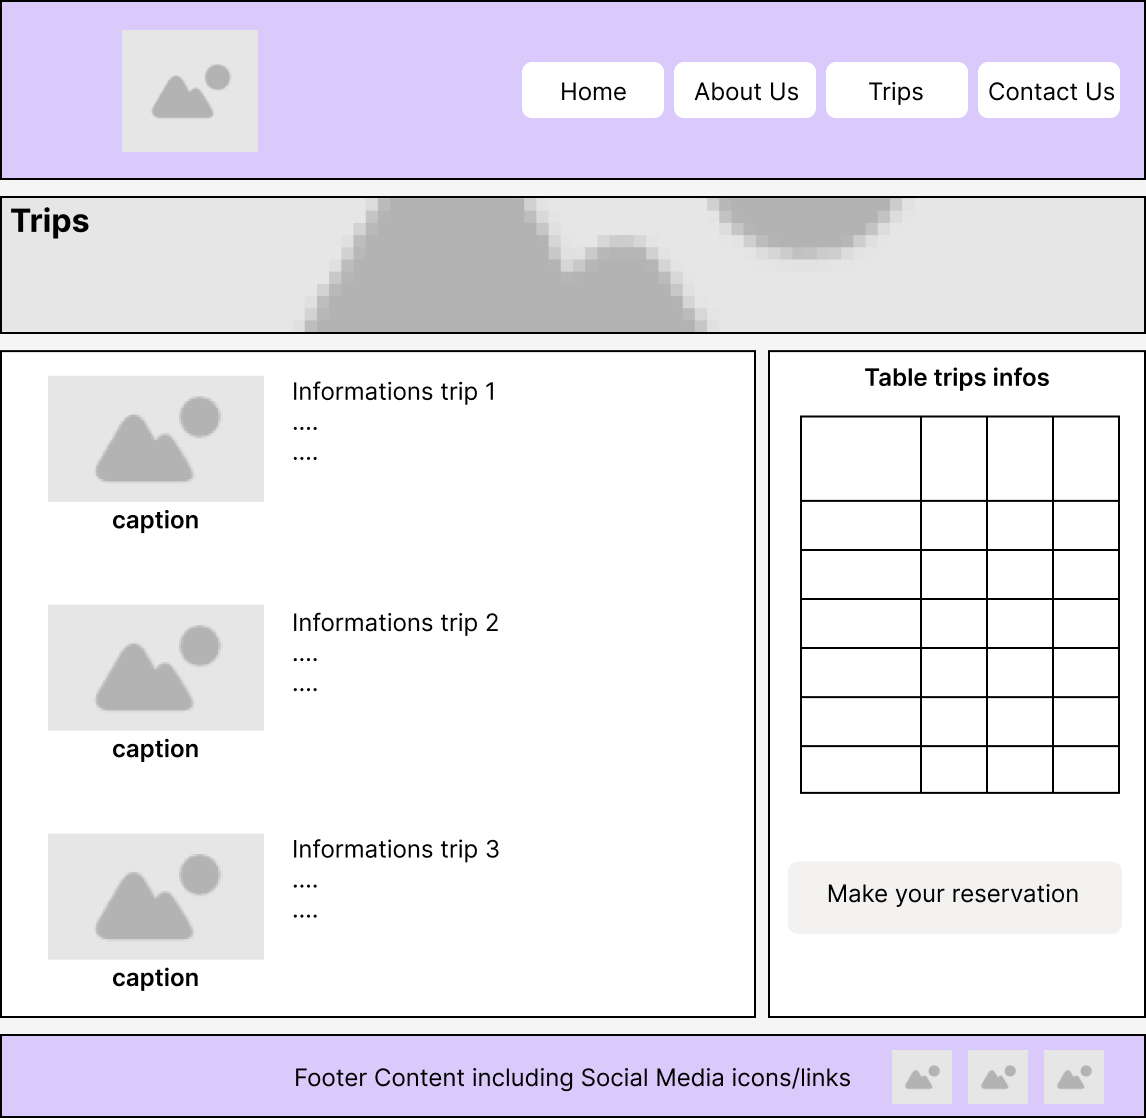 Home
About Us
Trips
Contact Us
Trips
Informations trip 1
....
....
caption
Informations trip 2
....
....
caption
Informations trip 3
....
....
caption
Table trips infos
Make your reservation
Footer Content including Social Media icons/links